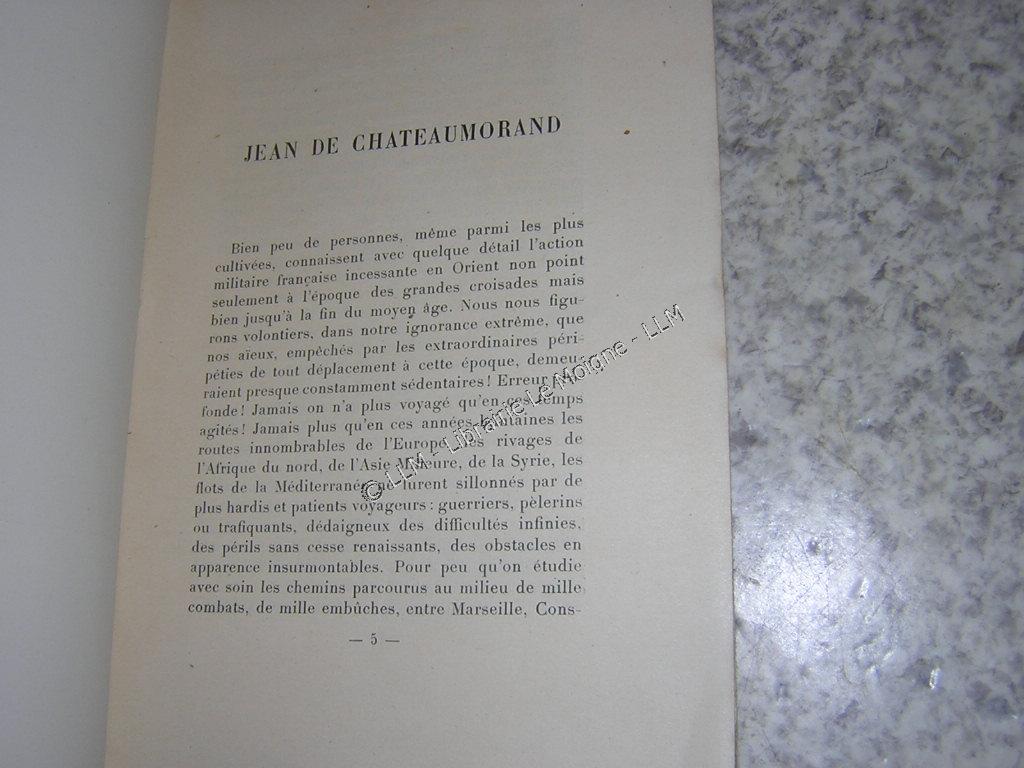 JEAN DE CHATEAUMORAND
Bien peu de personnes, même parmi les plus
cultivées, connaissent avec quelque détail l'action
militaire française incessante en Orient non point
seulement à l'époque des grandes croisades mais
bien jusqu'à la fin du moyen âge. Nous nous figu-
rons volontiers, dans notre ignorance extrême, que
nos aïeux, empêchés par les extraordinaires péri-
péties de tout déplacement à cette époque, demeu-
raient presque constamment sédentaires! Erreur
fonde! Jamais on n'a plus voyagé qu'en ces temps
agités! Jamais plus qu'en ces années lointaines les
routes innombrables de l'Europe, les rivages de
l'Afrique du nord, de l'Asie Mineure, de la Syrie, les
flots de la Méditerranée ne furent sillonnés par de
plus hardis et patients voyageurs : guerriers, pèlerins
ou trafiquants, dédaigneux des difficultés infinies,
des périls sans cesse renaissants, des obstacles en
apparence insurmontables. Pour peu qu'on étudie
avec soin les chemins parcourus au milieu de mille
combats, de mille embûches, entre Marseille, Cons-
— 5 —
© LLM - Librairie Le Moigne - LLM